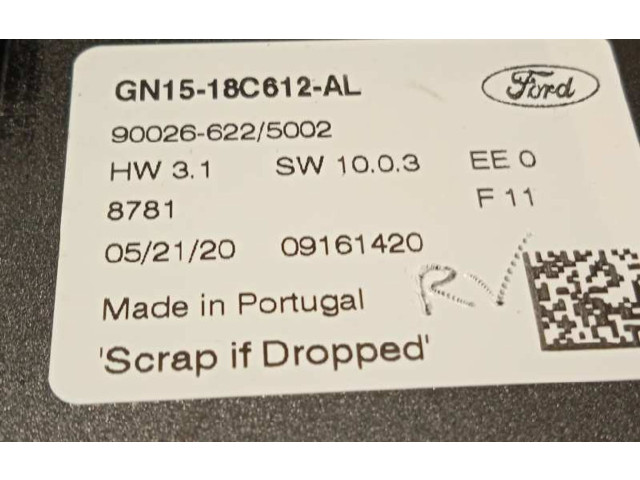 GN15-18C612-AL
Ford
90026-622/5002
HW 3.1 SW 10.0.3 EE 0
8781 F 11
05/21/20 09161420
RV
Made in Portugal
'Scrap if Dropped'